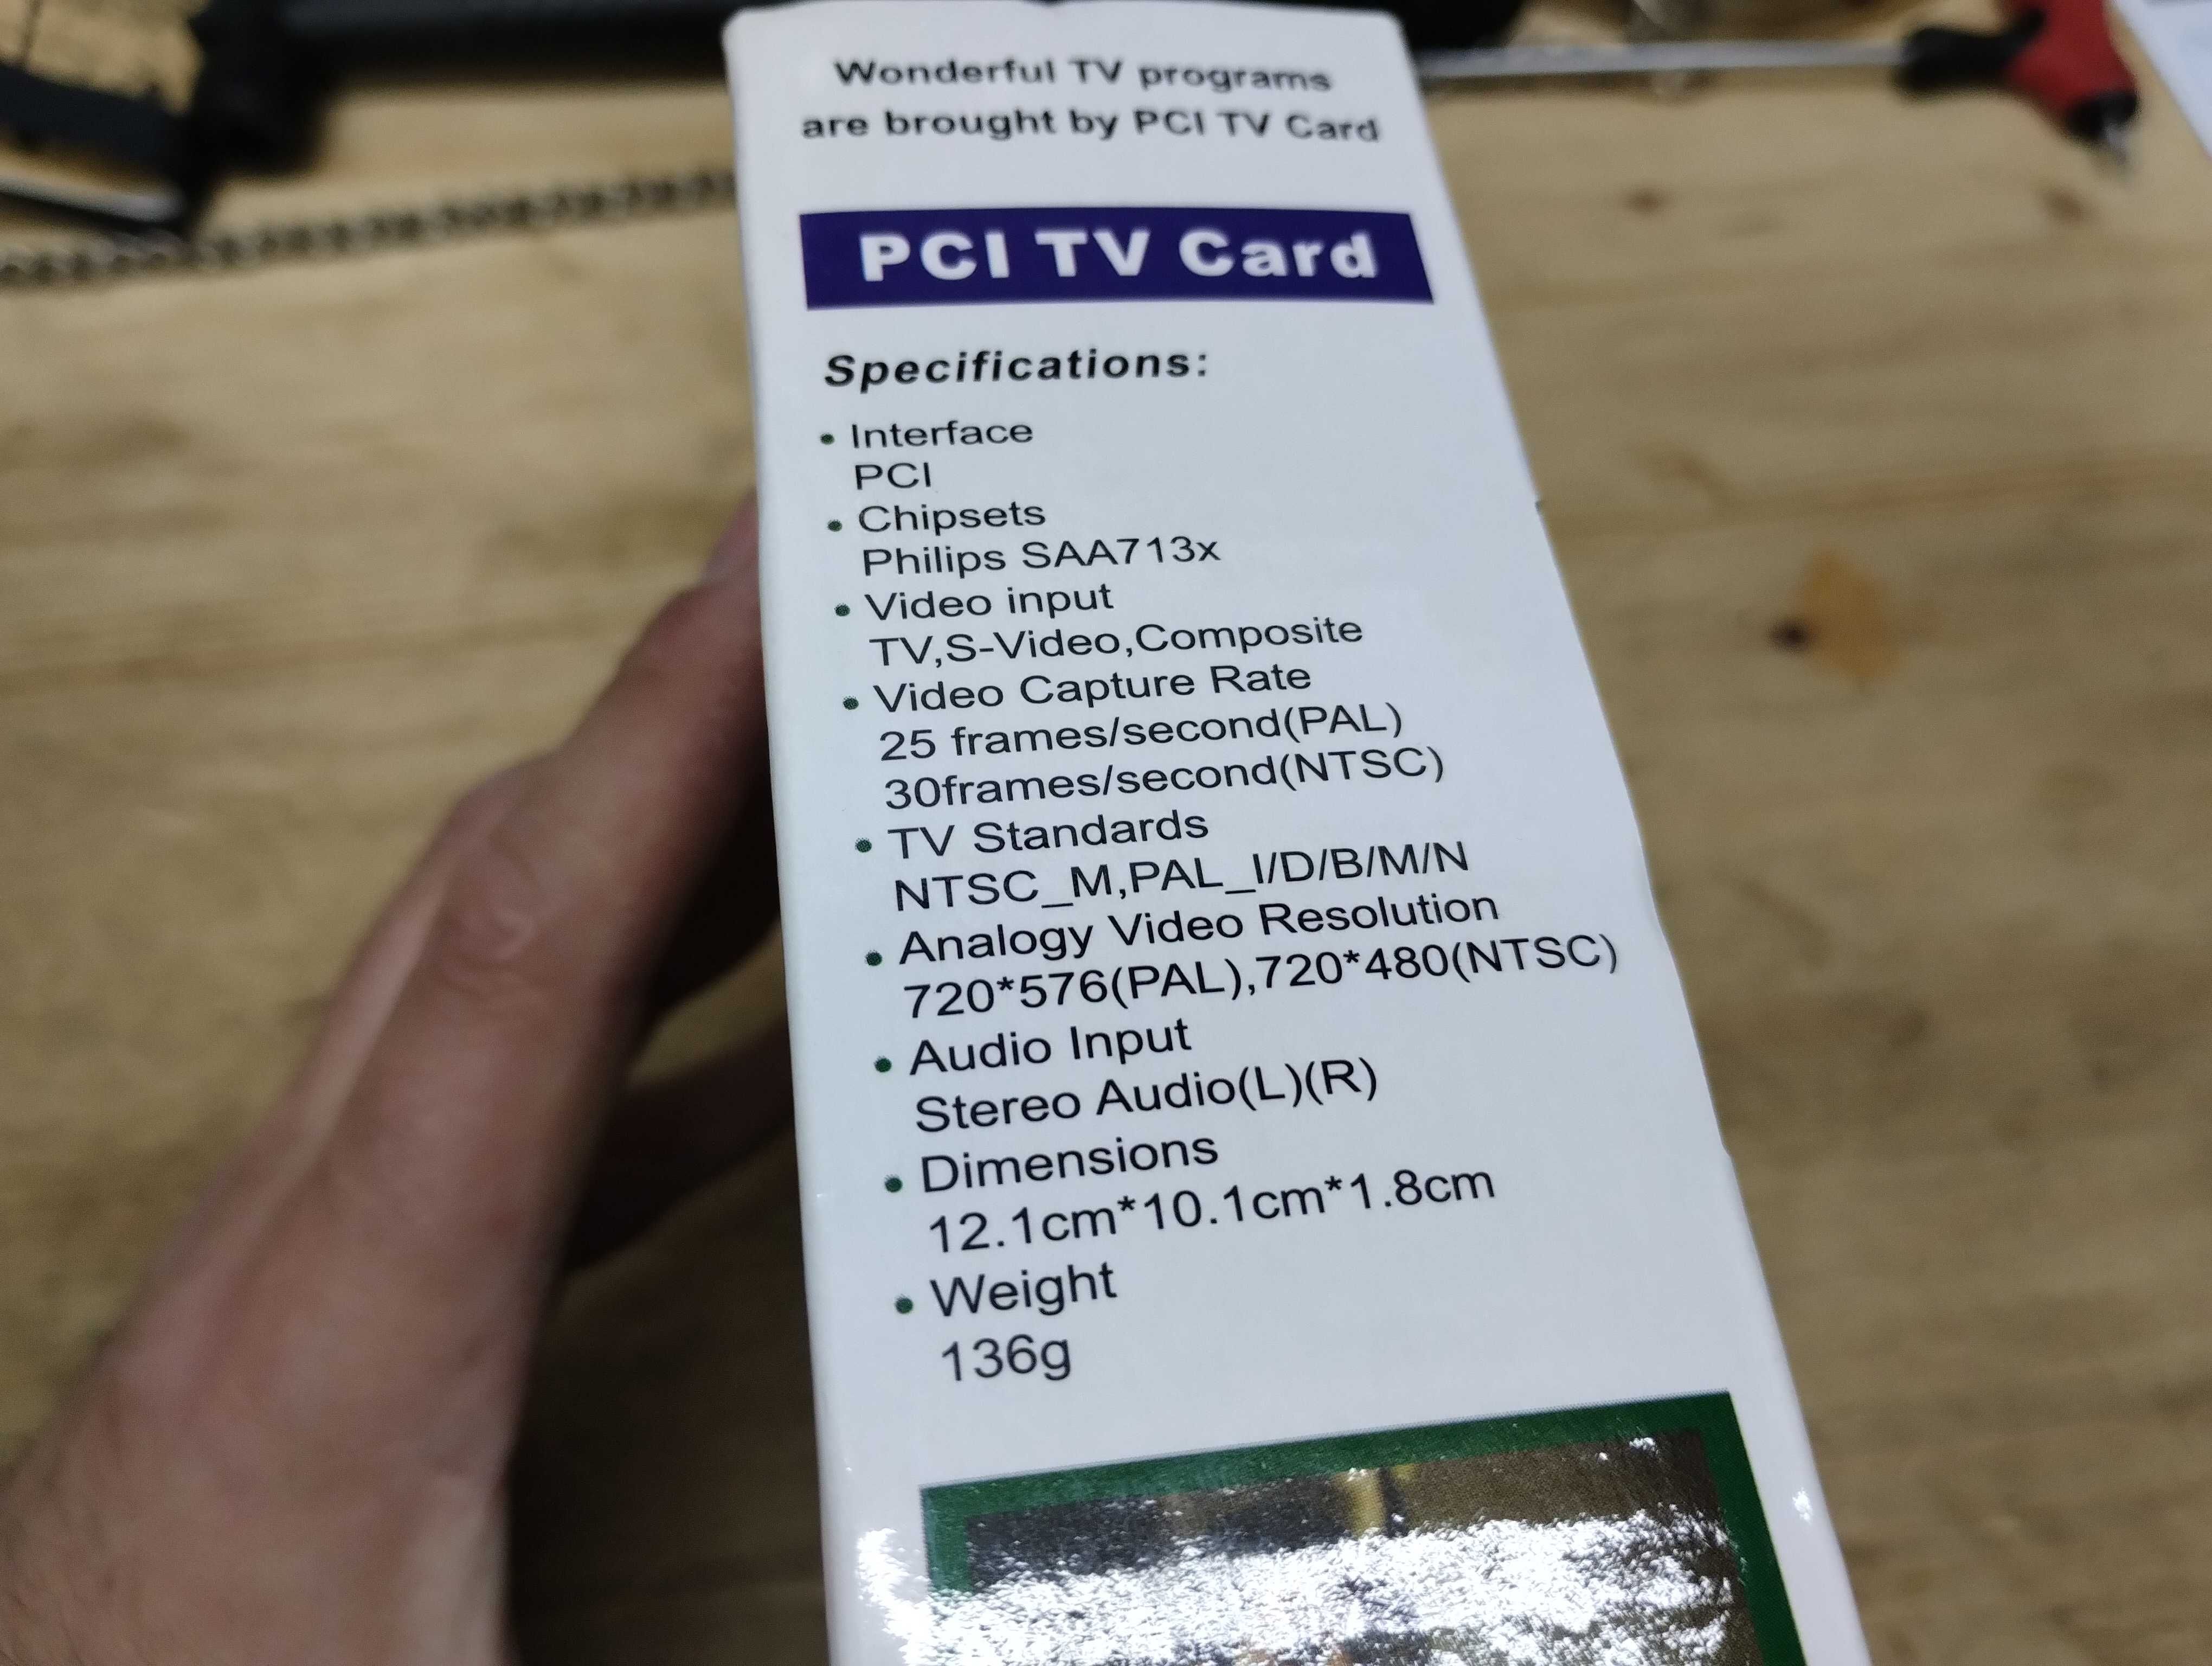 Wonderful TV programs
are brought by PCI TV Card
PCI TV Card
Specifications:
• Interface
PCI
• Chipsets
Philips SAA713x
• Video input
TV,S-Video,Composite
• Video Capture Rate
25 frames/second(PAL)
30frames/second(NTSC)
• TV Standards
NTSC_M,PAL_I/D/B/M/N
• Analogy Video Resolution
720*576(PAL),720*480(NTSC)
• Audio Input
Stereo Audio(L)(R)
• Dimensions
12.1cm*10.1cm*1.8cm
• Weight
136g